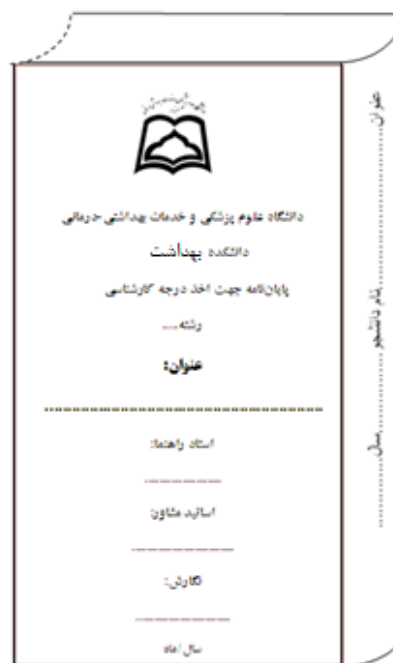 دانشگاه علوم پزشکی و خدمات بهداشتی-درمانی
دانشکده بهداشت
پایان‌نامه جهت اخذ درجه کارشناسی
رشته.....
عنوان:
................................................................
استاد راهنما:
......................
اساتید مشاور:
.............................
نگارش:
..........................
سال /ماه
عنوان........................................نام دانشجو......................سال......................